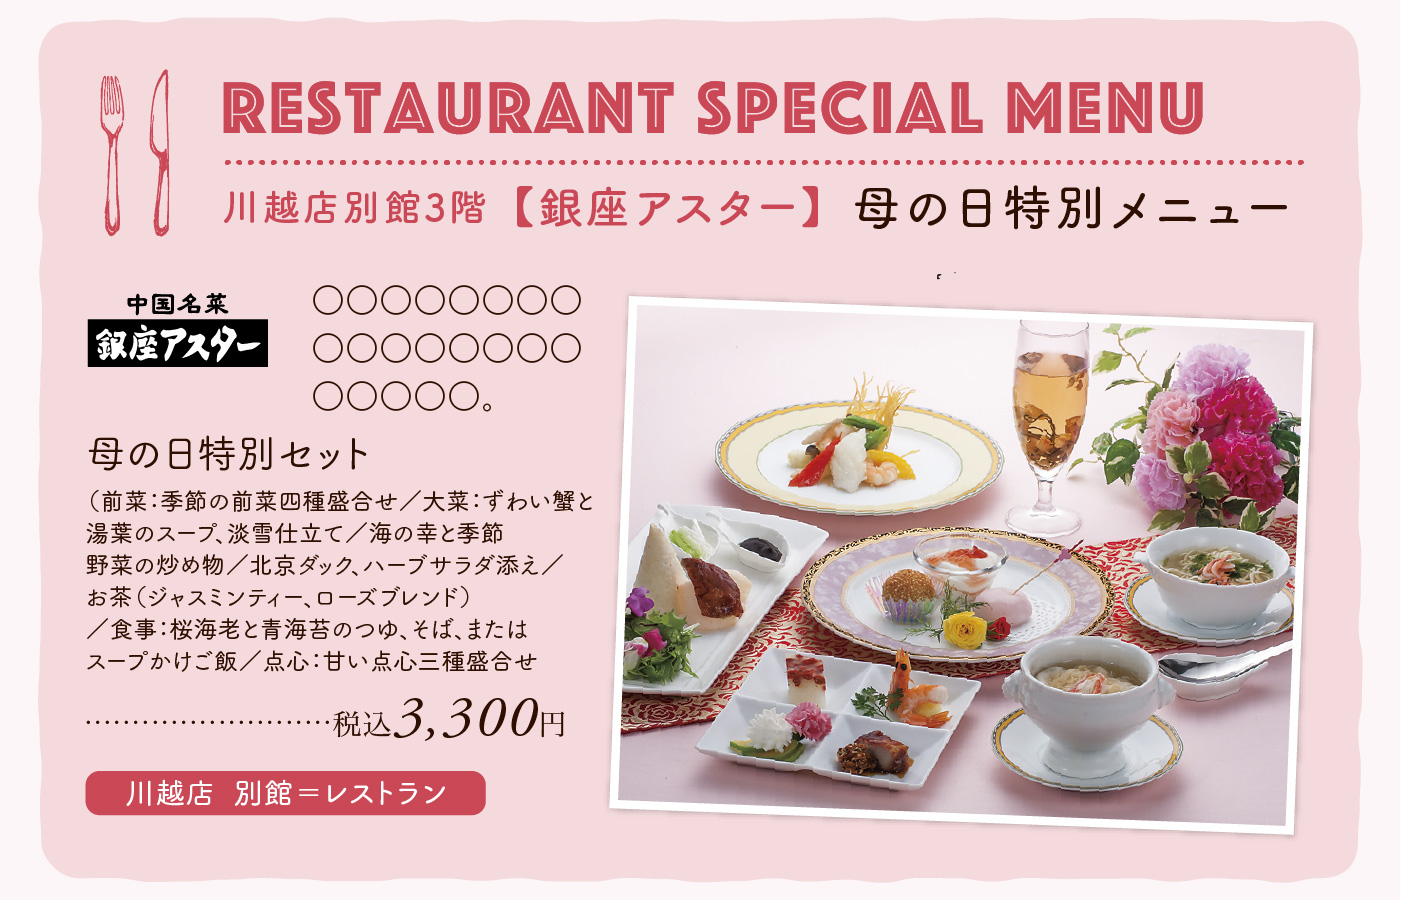 RESTAURANT SPECIAL MENU
川越店別館3階【銀座アスター】母の日特別メニュー
中国名菜
銀座アスター
○○○○○○○○
○○○○○○○○
○○○○○。
母の日特別セット
（前菜：季節の前菜四種盛合せ／大菜：ずわい蟹と
湯葉のスープ、淡雪仕立て／海の幸と季節
野菜の炒め物／北京ダック、ハーブサラダ添え／
お茶（ジャスミンティー、ローズブレンド）
／食事：桜海老と青海苔のつゆ、そば、または
スープかけご飯／点心：甘い点心三種盛合せ
………………………税込3,300円
川越店 別館＝レストラン